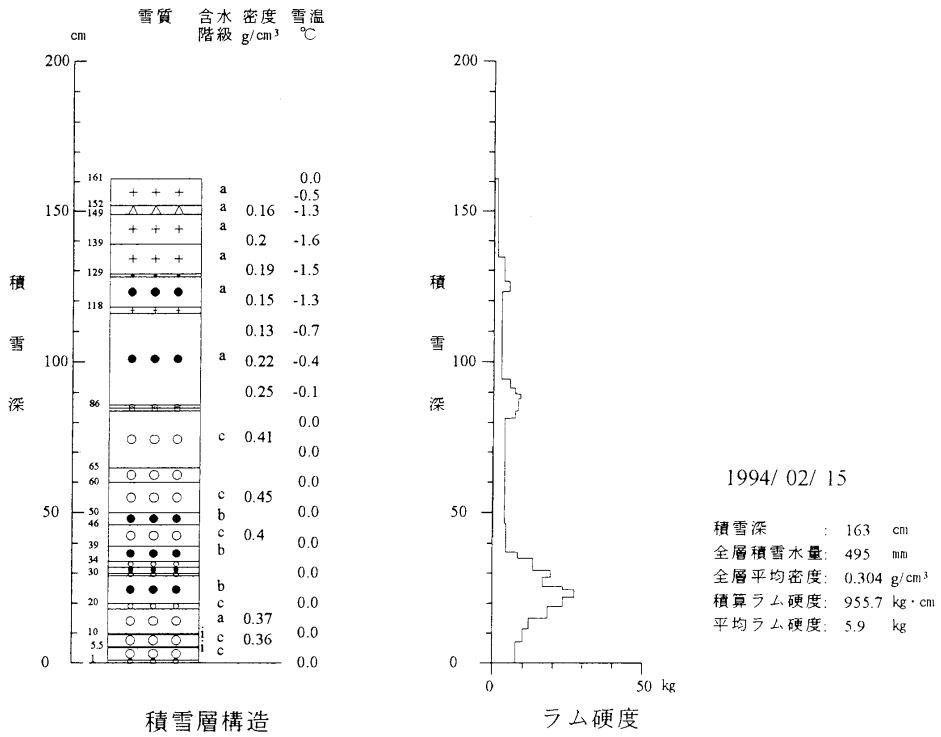 雪質 含水 密度 雪温
cm 階級 g/cm³ ℃
200
161 0.0
a -0.5
152 a 0.16 -1.3
150
149 a
139 0.2 -1.6
a 0.19 -1.5
129
a 0.15 -1.3
118
0.13 -0.7
100 a 0.22 -0.4
0.25 -0.1
86
0.0
c 0.41
0.0
65
60 0.0
c 0.45
50 50 b 0.0
46 c 0.4
39 b 0.0
34
30
b
20 c 0.0
a 0.37
10 i c 0.36 0.0
5.5 i c
0 1 0.0
積雪深
積雪層構造
200
150
100
50
0
0 50 kg
積雪深
ラム硬度
1994/ 02/ 15
積雪深 : 163 cm
全層積雪水量: 495 mm
全層平均密度: 0.304 g/cm³
積算ラム硬度: 955.7 kg·cm
平均ラム硬度: 5.9 kg